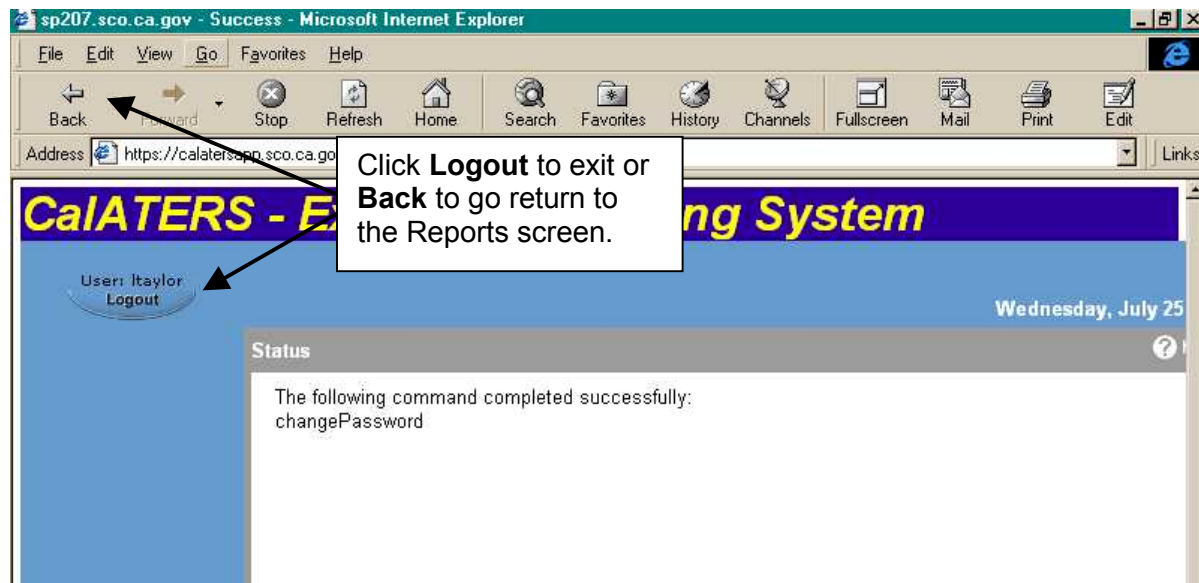 sp207.sco.ca.gov - Success - Microsoft Internet Explorer
File Edit View Go Favorites Help
Back Forward Stop Refresh Home Search Favorites History Channels Fullscreen Mail Print Edit
Address https://calatersapp.sco.ca.go Links
Click Logout to exit or
Back to go return to
the Reports screen.
CalATERS - Ex ng System
User: ltaylor
Logout
Wednesday, July 25
Status
The following command completed successfully:
changePassword